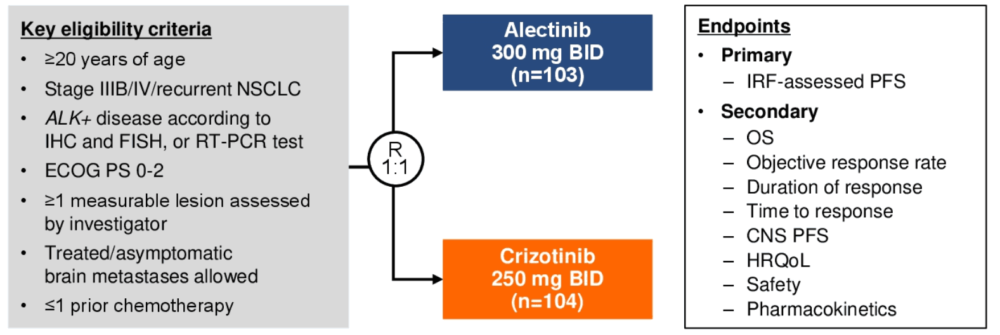 Key eligibility criteria
• ≥20 years of age
• Stage IIIB/IV/recurrent NSCLC
• ALK+ disease according to
IHC and FISH, or RT-PCR test
• ECOG PS 0-2
• ≥1 measurable lesion assessed
by investigator
• Treated/asymptomatic
brain metastases allowed
• ≤1 prior chemotherapy
R
1:1
Alectinib
300 mg BID
(n=103)
Crizotinib
250 mg BID
(n=104)
Endpoints
• Primary
– IRF-assessed PFS
• Secondary
– OS
– Objective response rate
– Duration of response
– Time to response
– CNS PFS
– HRQoL
– Safety
– Pharmacokinetics